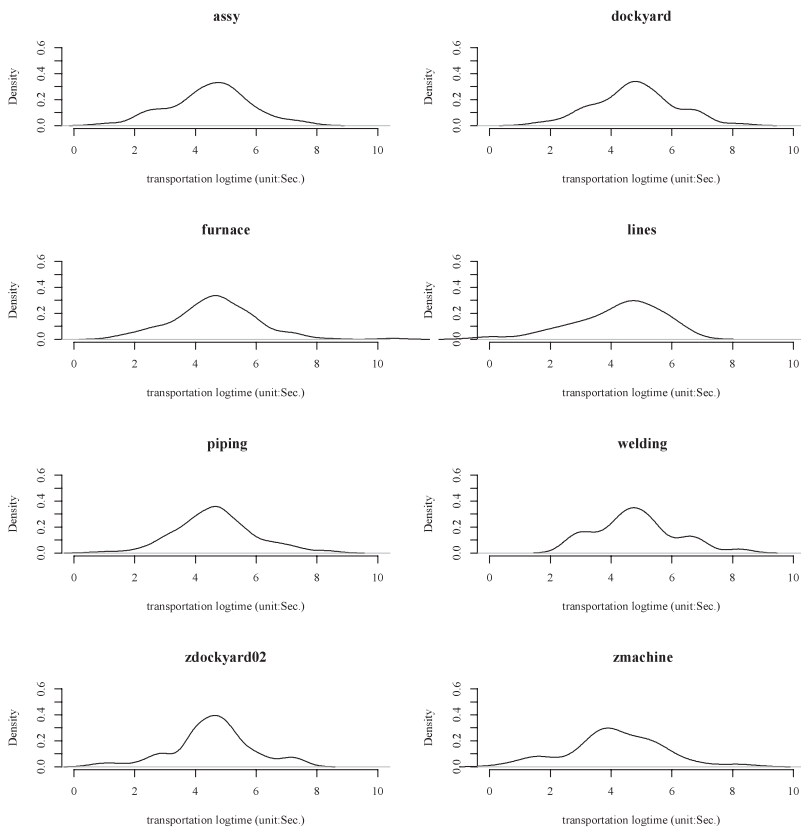 assy
Density
0.0 0.2 0.4 0.6
0 2 4 6 8 10
transportation logtime (unit:Sec.)
dockyard
Density
0.0 0.2 0.4 0.6
0 2 4 6 8 10
transportation logtime (unit:Sec.)
furnace
Density
0.0 0.2 0.4 0.6
0 2 4 6 8 10
transportation logtime (unit:Sec.)
lines
Density
0.0 0.2 0.4 0.6
0 2 4 6 8 10
transportation logtime (unit:Sec.)
piping
Density
0.0 0.2 0.4 0.6
0 2 4 6 8 10
transportation logtime (unit:Sec.)
welding
Density
0.0 0.2 0.4 0.6
0 2 4 6 8 10
transportation logtime (unit:Sec.)
zdockyard02
Density
0.0 0.2 0.4 0.6
0 2 4 6 8 10
transportation logtime (unit:Sec.)
zmachine
Density
0.0 0.2 0.4 0.6
0 2 4 6 8 10
transportation logtime (unit:Sec.)